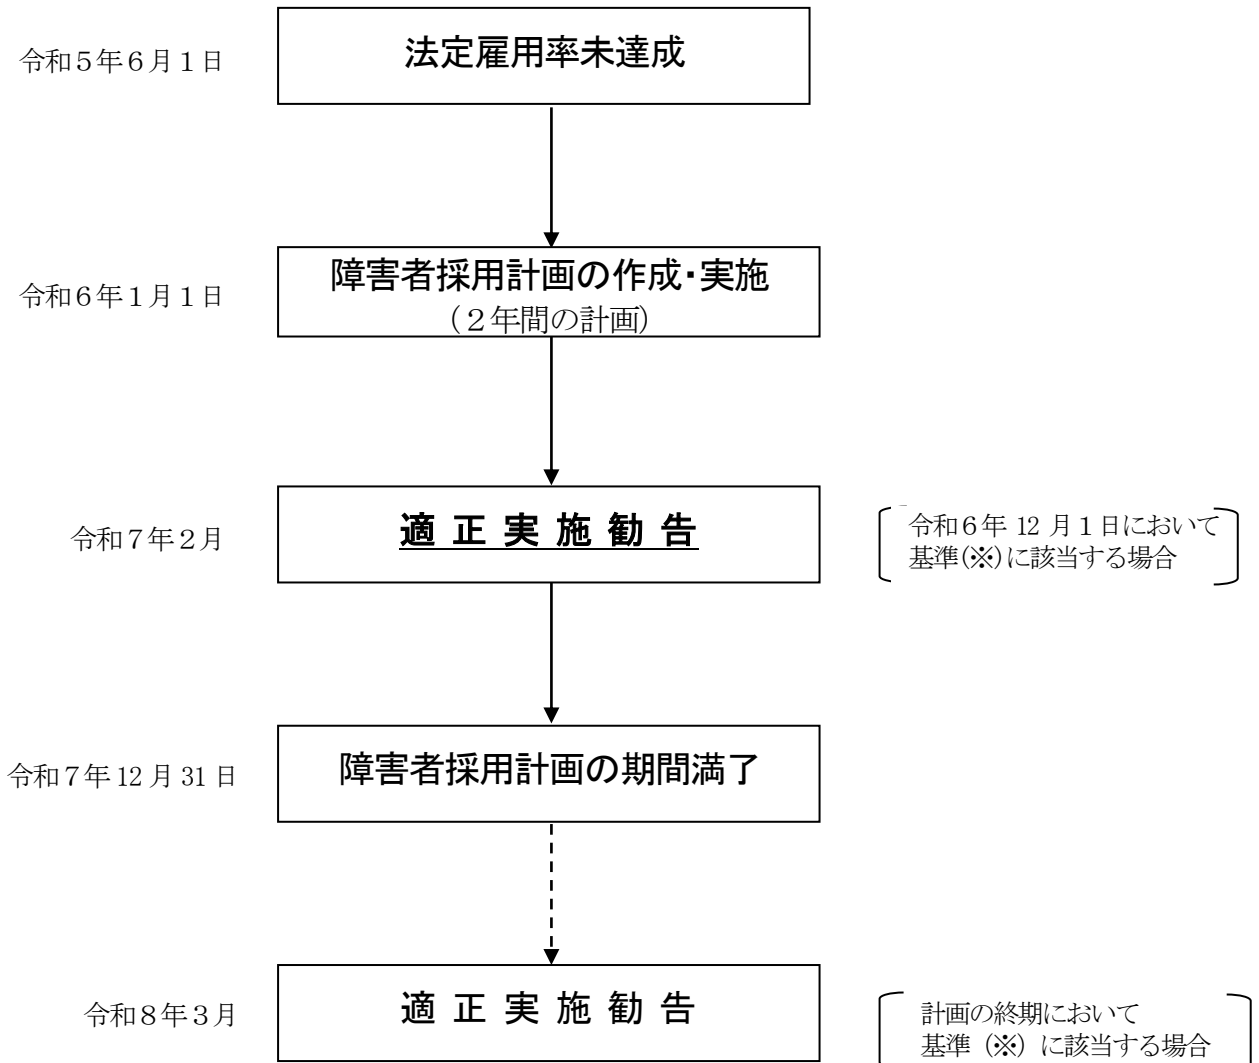 令和５年６月１日
法定雇用率未達成
令和６年１月１日
障害者採用計画の作成・実施
（２年間の計画）
令和７年２月
適 正 実 施 勧 告
令和６年 12 月１日において
基準(※)に該当する場合
令和７年 12 月 31 日
障害者採用計画の期間満了
令和８年３月
適 正 実 施 勧 告
計画の終期において
基準（※）に該当する場合